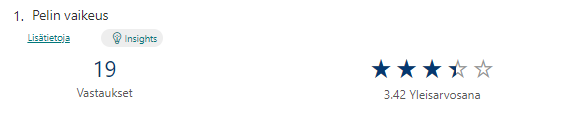 1. Pelin vaikeus
Lisätietoja
Insights
19
Vastaukset
3.42 Yleisarvosana